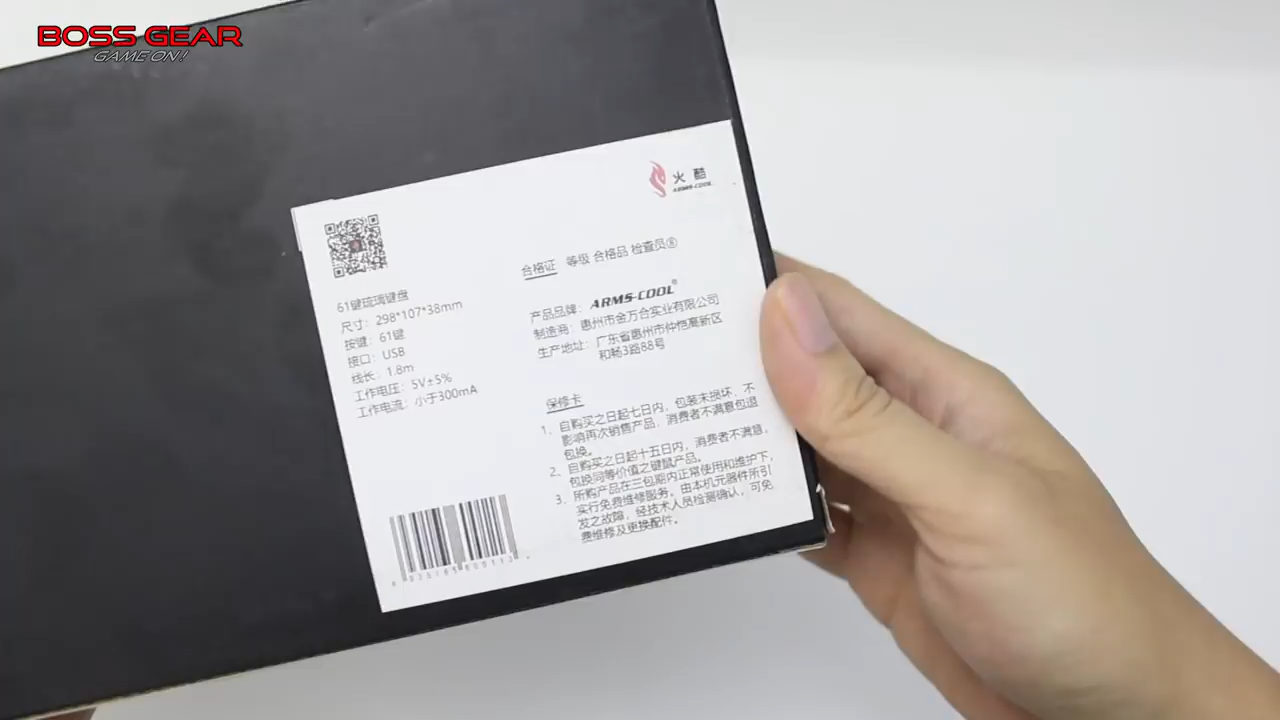 BOSS GEAR
GAME ON!
火酷
ARMS-COOL
61键琉璃键盘
尺寸：298*107*38mm
按键：61键
接口：USB
线长：1.8m
工作电压：5V±5%
工作电流：小于300mA
合格证 等级 合格品 检查员⑧
产品品牌：ARMS-COOL®
制造商：惠州市金万合实业有限公司
生产地址：广东省惠州市仲恺高新区
和畅3路88号
保修卡
1、自购买之日起七日内，包装未损坏，不
影响再次销售产品，消费者不满意包退
包换。
2、自购买之日起十五日内，消费者不满意，
包换同等价值之键鼠产品。
3、所购产品在三包期内正常使用和维护下，
实行免费维修服务。由本机元器件所引
发之故障，经技术人员检测确认，可免
费维修及更换配件。